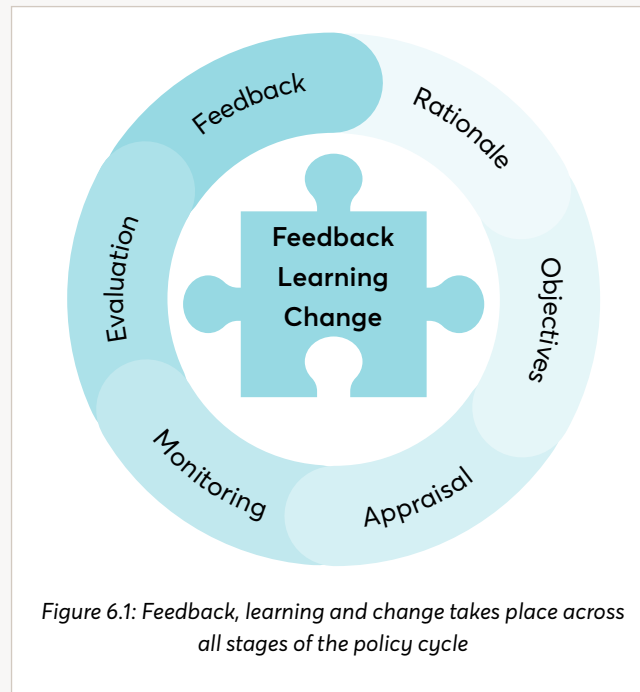 Rationale
Objectives
Appraisal
Monitoring
Evaluation
Feedback
Feedback
Learning
Change
Figure 6.1: Feedback, learning and change takes place across
all stages of the policy cycle